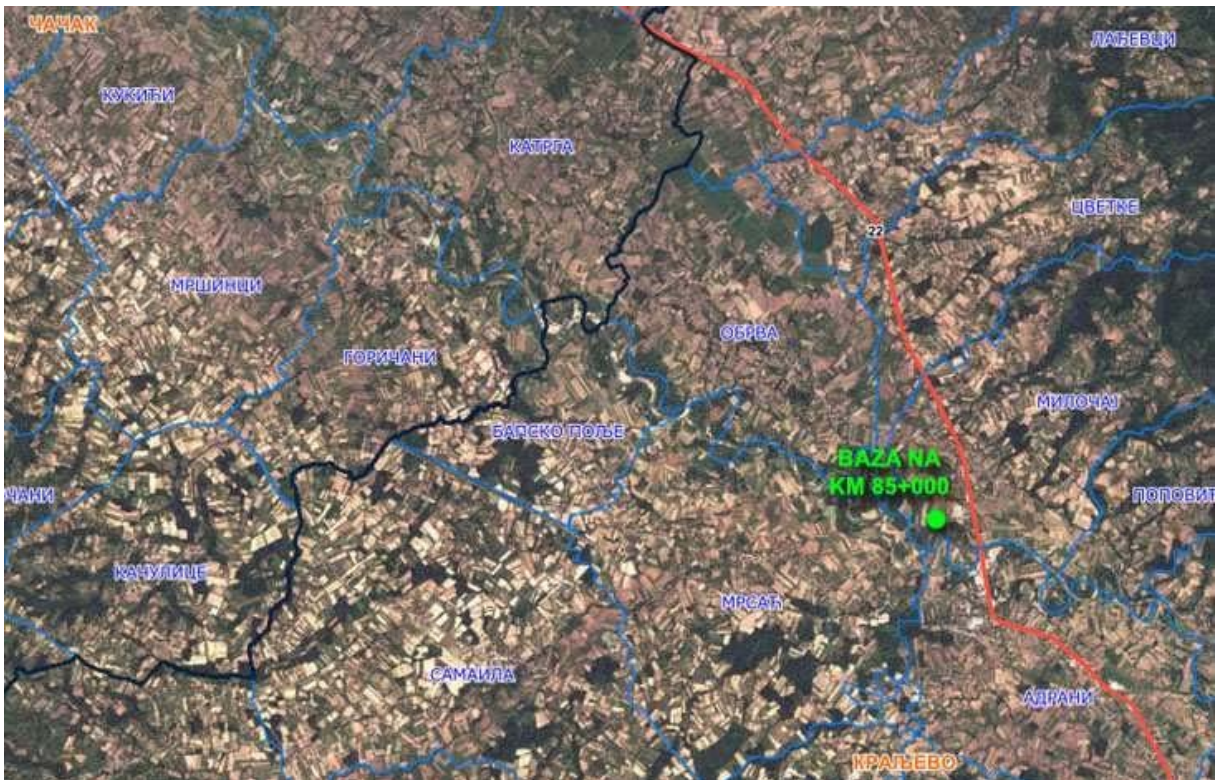 ЧАЧАК
ЛАЂЕВЦИ
КУКИЋИ
КАТРГА
ЦВЕТКЕ
22
МРШИНЦИ
ОБРВА
ГОРИЧАНИ
МИЛОЧАЈ
БАПСКО ПОЉЕ
BAZA NA
KM 85+000
ЧАНИ
ПОПОВИЋ
КАЧУЛИЦЕ
МРСАЋ
САМАИЛА
АДРАНИ
КРАЉЕВО